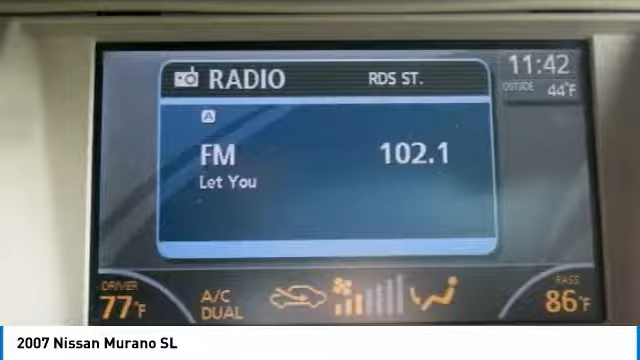 RADIO RDS ST.
11:42
OUTSIDE 44°F
A
FM 102.1
Let You
DRIVER
77°F
A/C
DUAL
PASS
86°F
2007 Nissan Murano SL